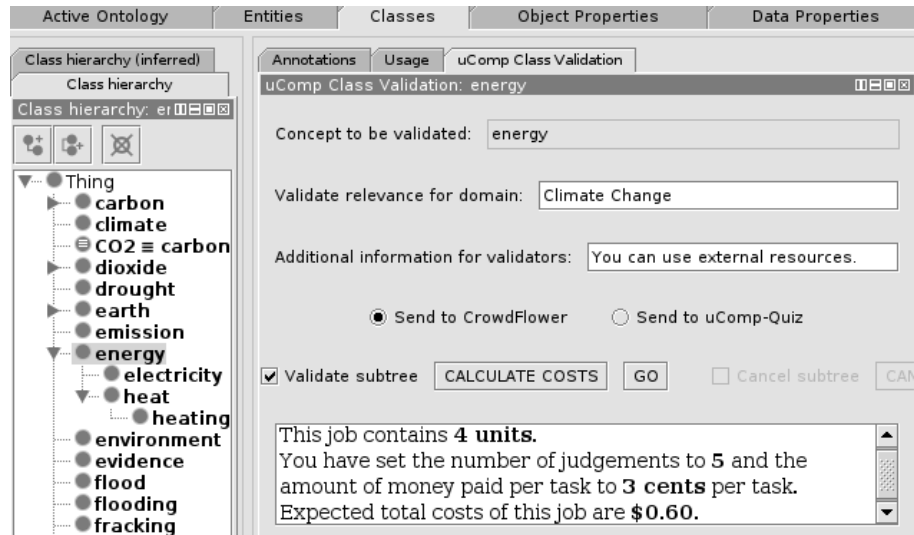 Active Ontology Entities Classes Object Properties Data Properties
Class hierarchy (inferred)
Class hierarchy
Class hierarchy: er
Thing
carbon
climate
CO2 ≡ carbon
dioxide
drought
earth
emission
energy
electricity
heat
heating
environment
evidence
flood
flooding
fracking
Annotations Usage uComp Class Validation
uComp Class Validation: energy
Concept to be validated: energy
Validate relevance for domain: Climate Change
Additional information for validators: You can use external resources.
Send to CrowdFlower Send to uComp-Quiz
Validate subtree CALCULATE COSTS GO Cancel subtree CAN
This job contains 4 units.
You have set the number of judgements to 5 and the
amount of money paid per task to 3 cents per task.
Expected total costs of this job are $0.60.